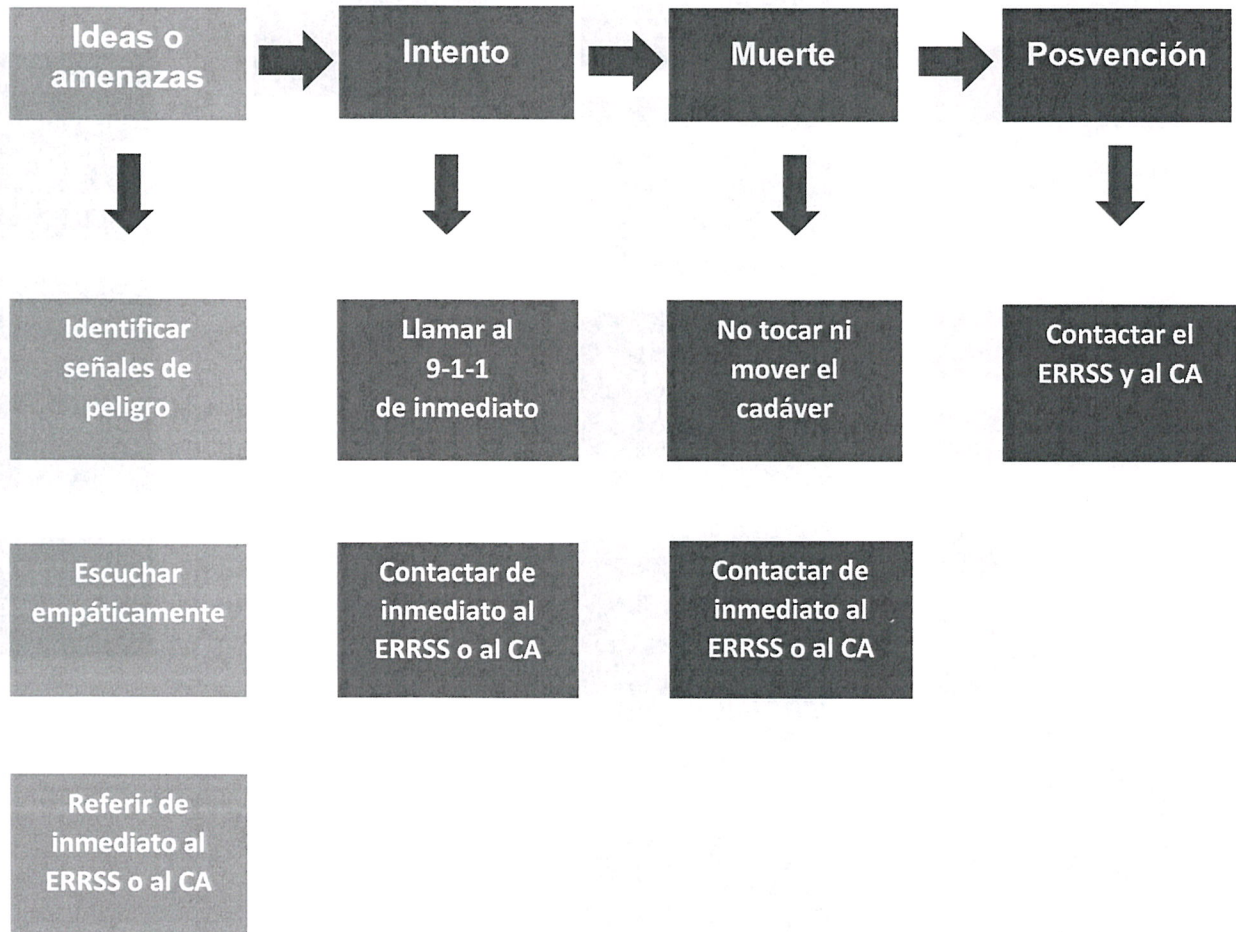 Ideas o
amenazas
Intento
Muerte
Posvención
Identificar
señales de
peligro
Llamar al
9-1-1
de inmediato
No tocar ni
mover el
cadáver
Contactar el
ERRSS y al CA
Escuchar
empáticamente
Contactar de
inmediato al
ERRSS o al CA
Contactar de
inmediato al
ERRSS o al CA
Referir de
inmediato al
ERRSS o al CA